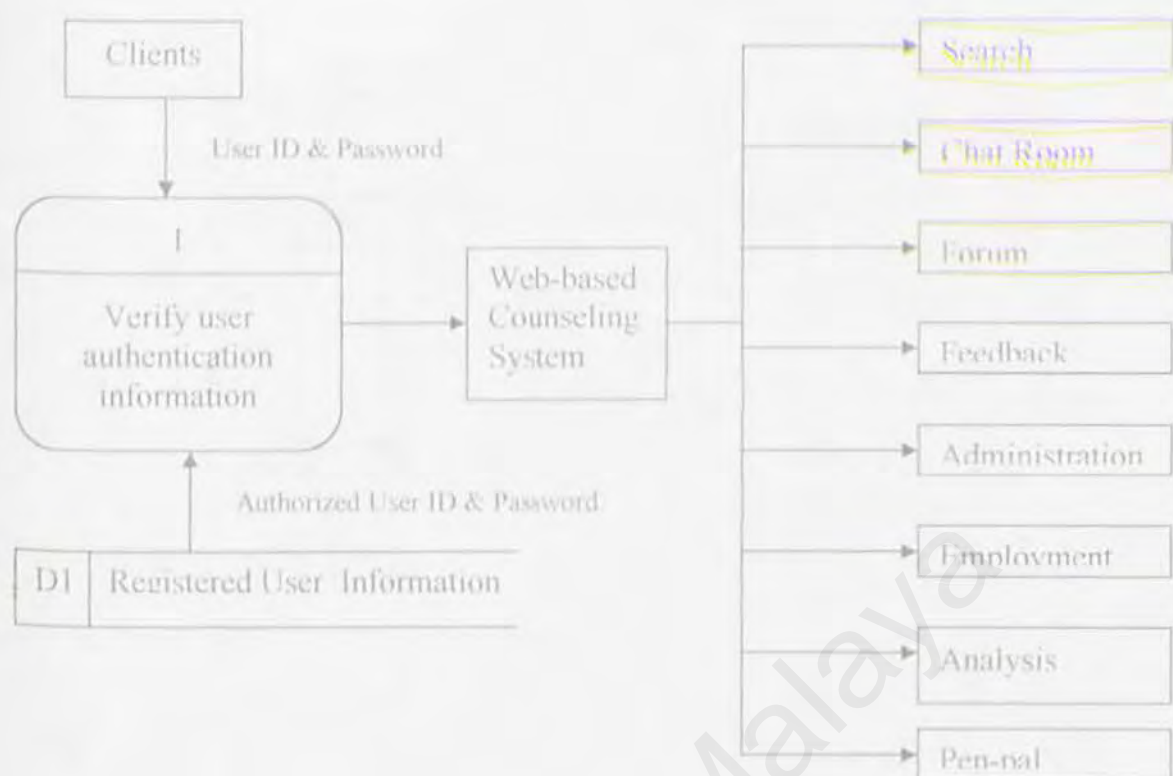 Clients
User ID & Password
1
Verify user
authentication
information
Authorized User ID & Password
D1 Registered User Information
Web-based
Counseling
System
Search
Chat Room
Forum
Feedback
Administration
Employment
Analysis
Pen-pal
Malaya